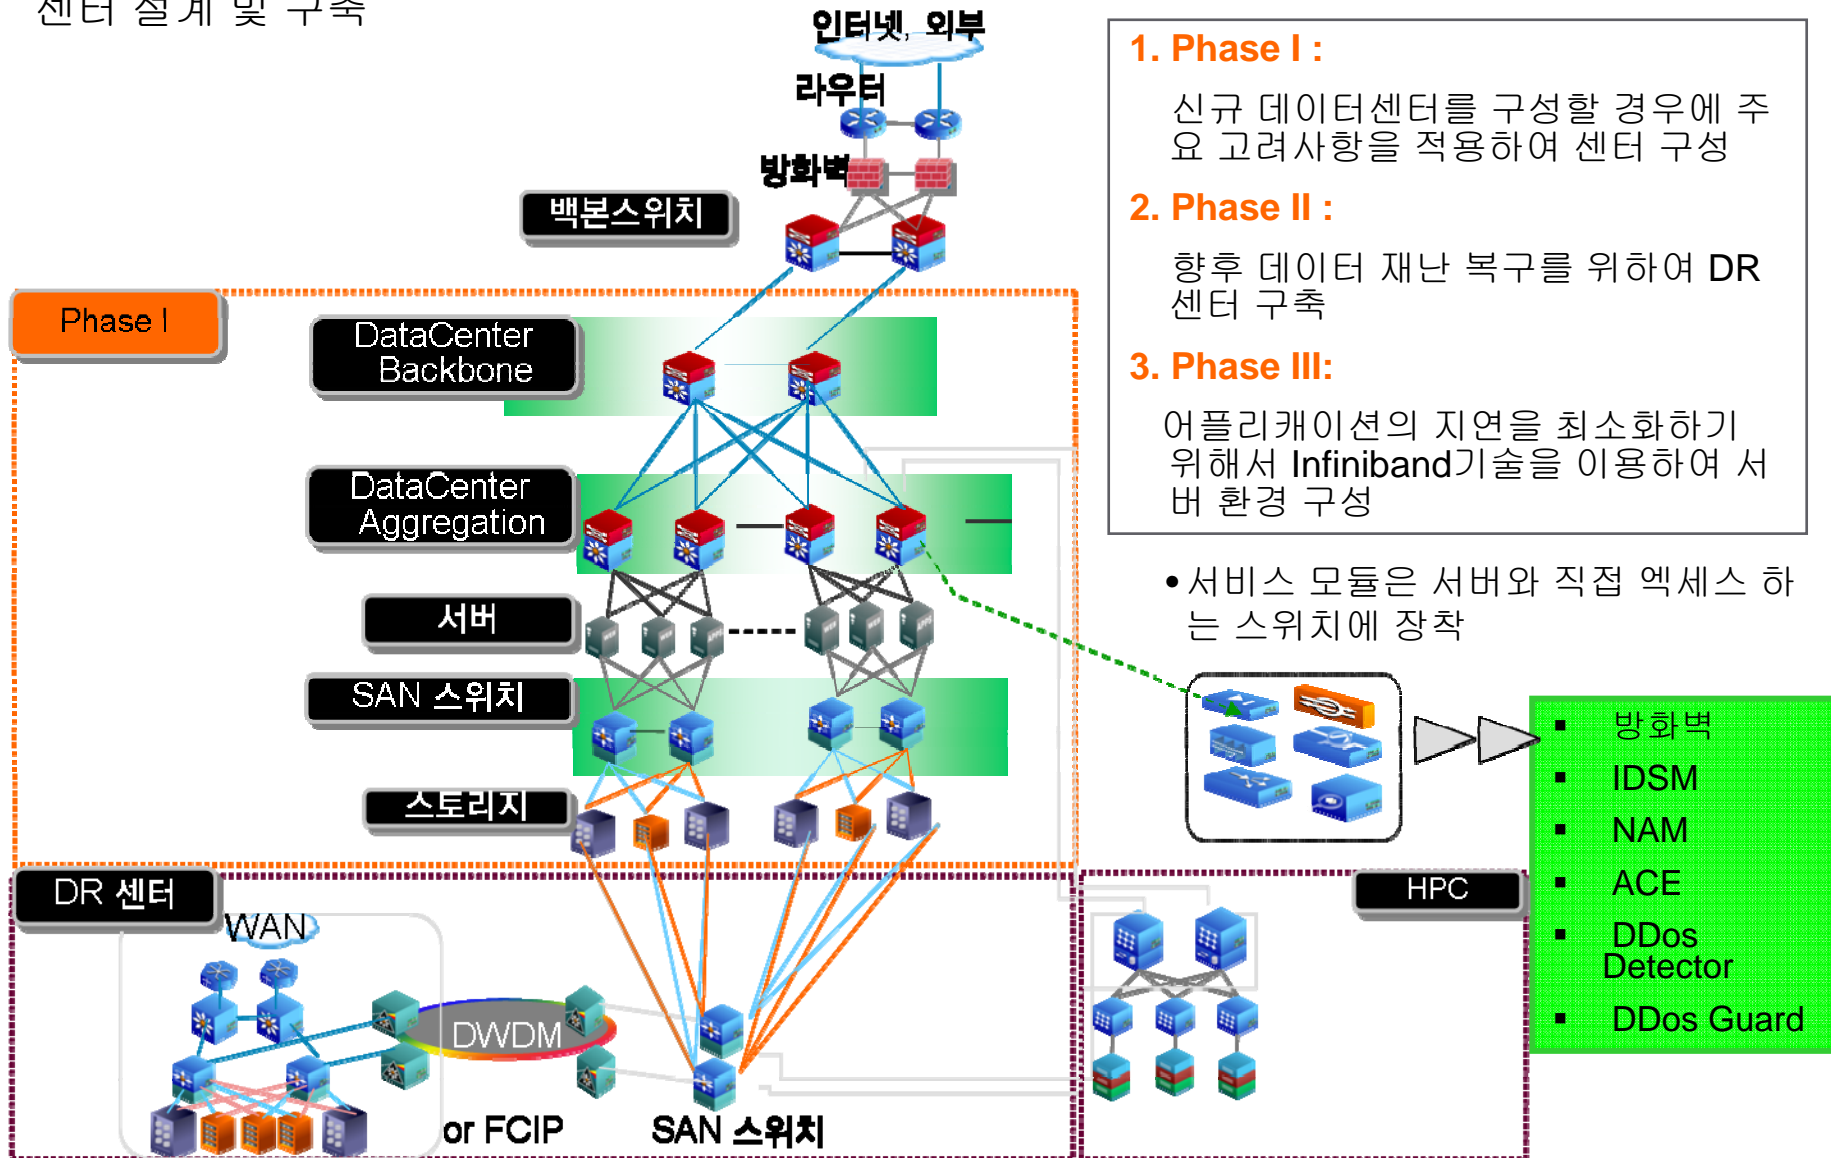 센터 설계 및 구축
인터넷, 외부
라우터
방화벽
백본스위치
Phase I
DataCenter
Backbone
DataCenter
Aggregation
서버
SAN 스위치
스토리지
DR 센터
WAN
DWDM
or FCIP
SAN 스위치
HPC
1. Phase I :
신규 데이터센터를 구성할 경우에 주
요 고려사항을 적용하여 센터 구성
2. Phase II :
향후 데이터 재난 복구를 위하여 DR
센터 구축
3. Phase III:
어플리캐이션의 지연을 최소화하기
위해서 Infiniband기술을 이용하여 서
버 환경 구성
•서비스 모듈은 서버와 직접 엑세스 하
는 스위치에 장착
▪ 방화벽
▪ IDSM
▪ NAM
▪ ACE
▪ DDos
Detector
▪ DDos Guard